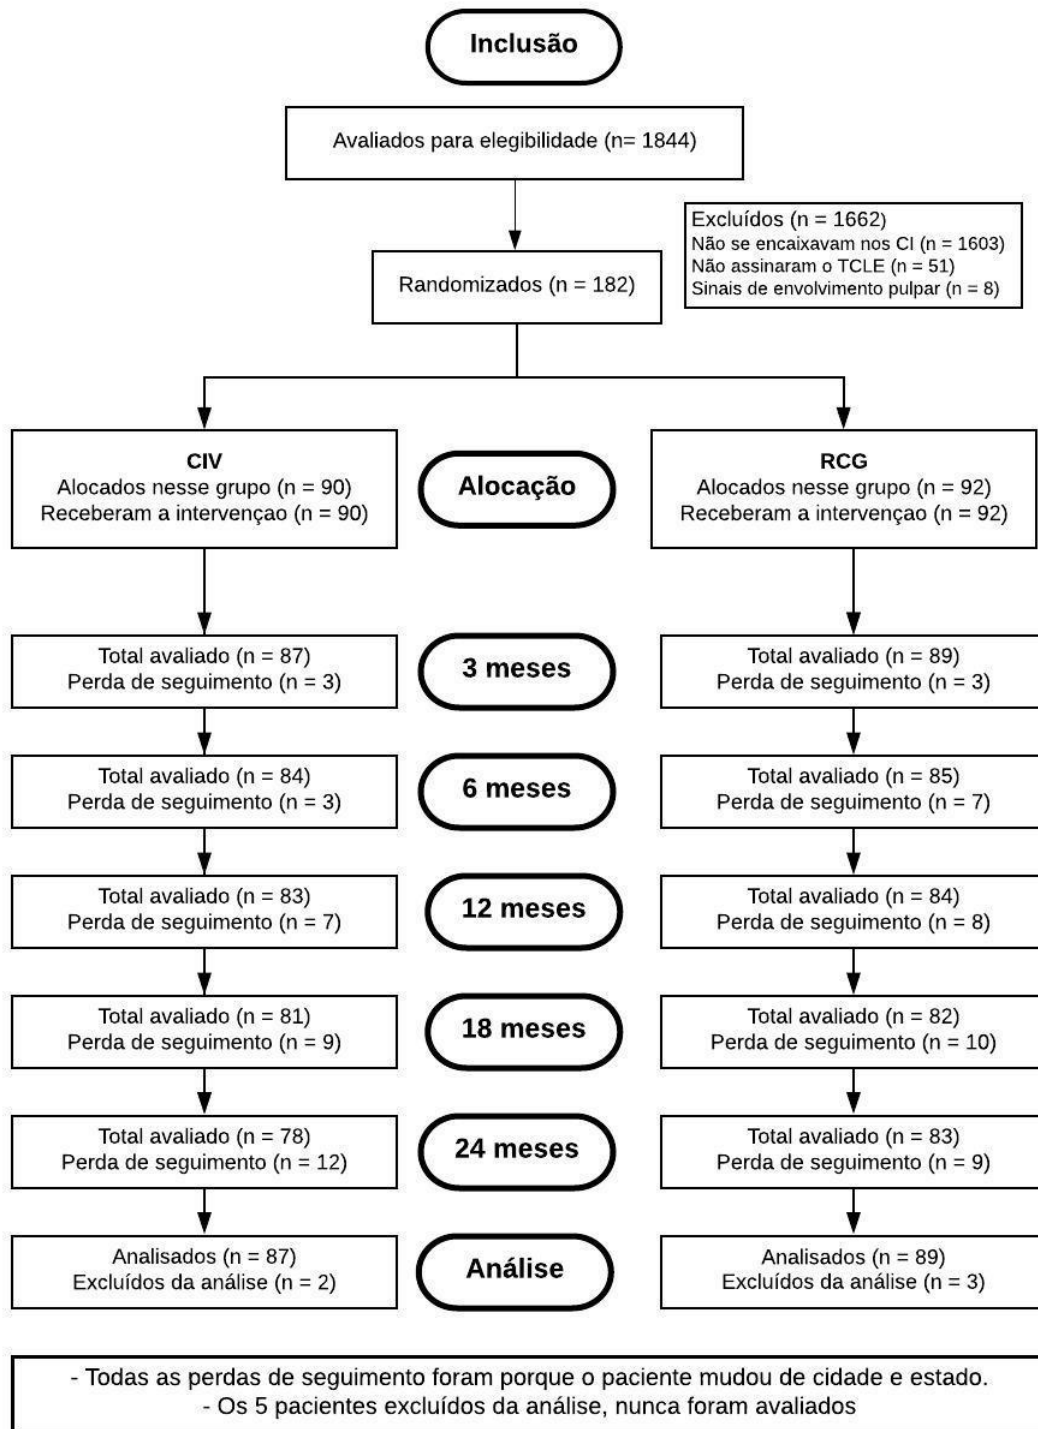 Inclusão
Avaliados para elegibilidade (n= 1844)
Excluídos (n = 1662)
Não se encaixavam nos CI (n = 1603)
Não assinaram o TCLE (n = 51)
Sinais de envolvimento pulpar (n = 8)
Randomizados (n = 182)
CIV
Alocados nesse grupo (n = 90)
Receberam a intervençao (n = 90)
Alocação
RCG
Alocados nesse grupo (n = 92)
Receberam a intervençao (n = 92)
Total avaliado (n = 87)
Perda de seguimento (n = 3)
3 meses
Total avaliado (n = 89)
Perda de seguimento (n = 3)
Total avaliado (n = 84)
Perda de seguimento (n = 3)
6 meses
Total avaliado (n = 85)
Perda de seguimento (n = 7)
Total avaliado (n = 83)
Perda de seguimento (n = 7)
12 meses
Total avaliado (n = 84)
Perda de seguimento (n = 8)
Total avaliado (n = 81)
Perda de seguimento (n = 9)
18 meses
Total avaliado (n = 82)
Perda de seguimento (n = 10)
Total avaliado (n = 78)
Perda de seguimento (n = 12)
24 meses
Total avaliado (n = 83)
Perda de seguimento (n = 9)
Analisados (n = 87)
Excluídos da análise (n = 2)
Análise
Analisados (n = 89)
Excluídos da análise (n = 3)
- Todas as perdas de seguimento foram porque o paciente mudou de cidade e estado.
- Os 5 pacientes excluídos da análise, nunca foram avaliados